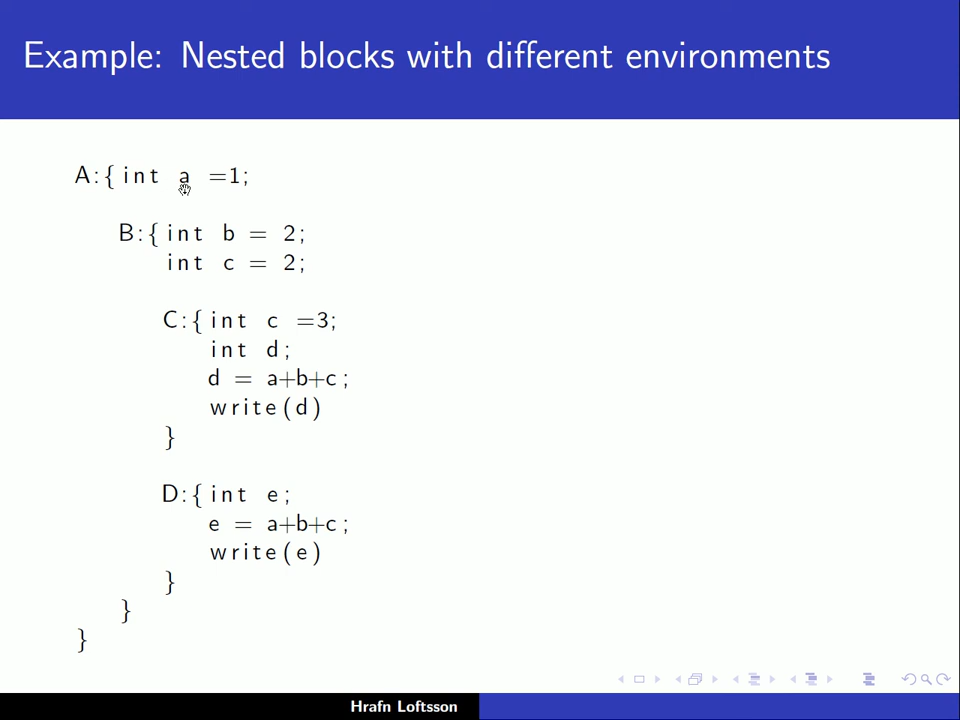 Example: Nested blocks with different environments
A:{ int a =1;
B:{ int b = 2;
int c = 2;
C:{ int c =3;
int d;
d = a+b+c;
write(d)
}
D:{ int e;
e = a+b+c;
write(e)
}
}
}
Hrafn Loftsson